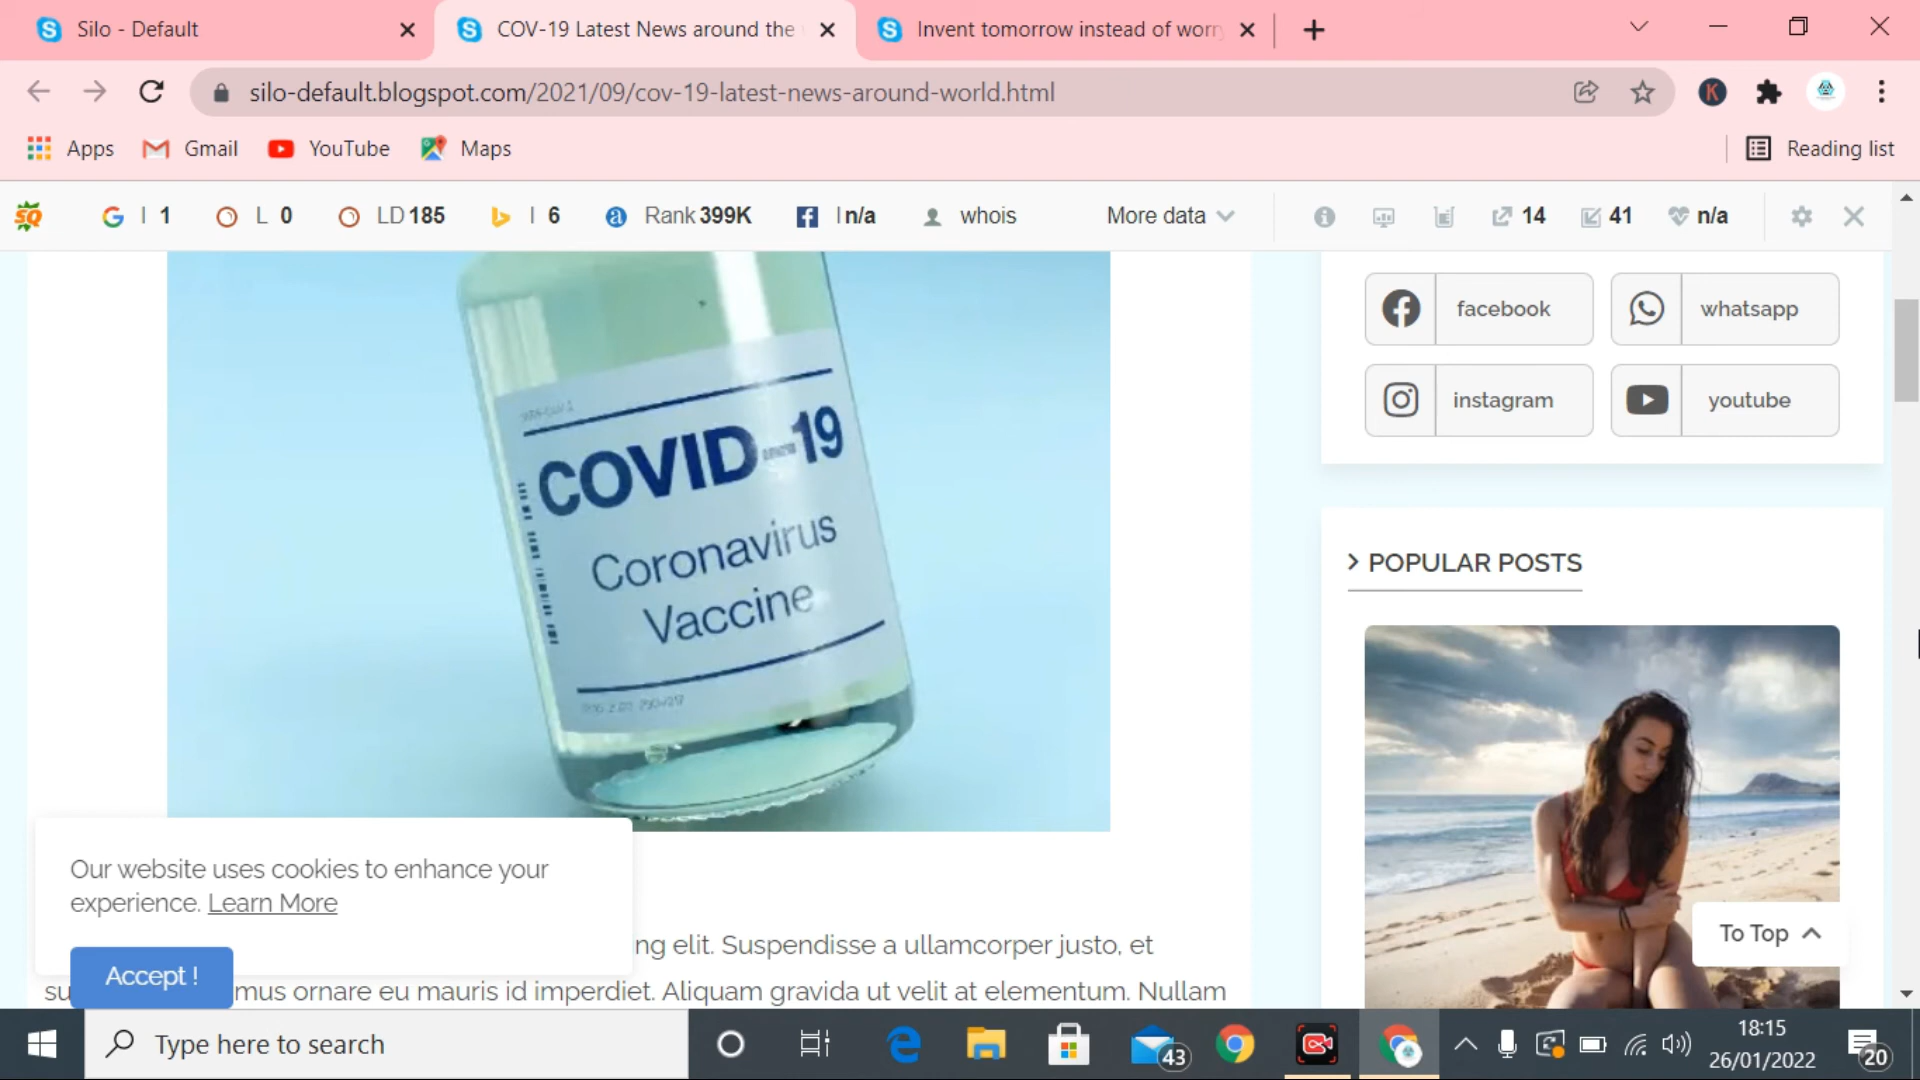 Silo - Default
COV-19 Latest News around the
Invent tomorrow instead of worr
silo-default.blogspot.com/2021/09/cov-19-latest-news-around-world.html
K
Apps
Gmail
YouTube
Maps
Reading list
SQ
I 1
L 0
LD 185
I 6
Rank 399K
I n/a
whois
More data
14
41
n/a
facebook
whatsapp
instagram
youtube
COVID-19
Coronavirus
Vaccine
POPULAR POSTS
To Top
Our website uses cookies to enhance your
experience. Learn More
Accept !
ng elit. Suspendisse a ullamcorper justo, et
su
mus ornare eu mauris id imperdiet. Aliquam gravida ut velit at elementum. Nullam
Type here to search
43
18:15
26/01/2022
20